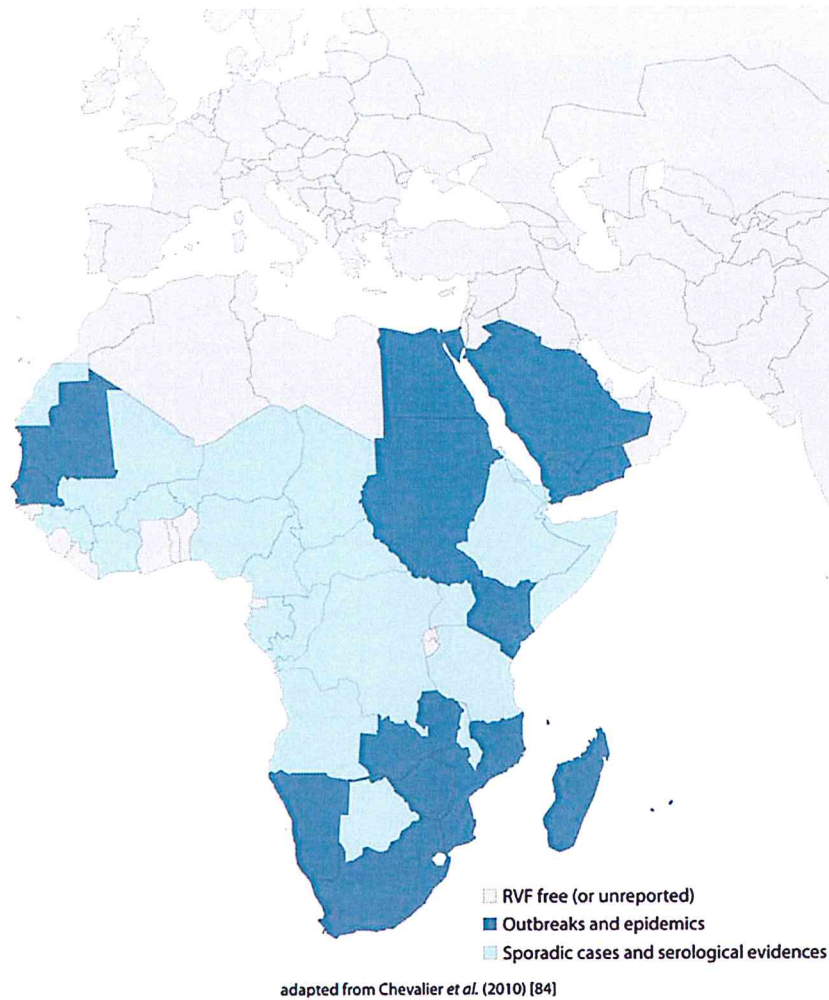 RVF free (or unreported)
Outbreaks and epidemics
Sporadic cases and serological evidences
adapted from Chevalier et al. (2010) [84]